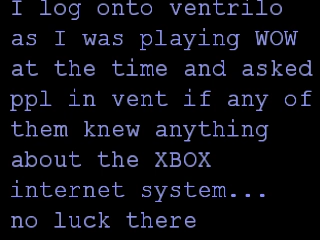 I log onto ventrilo
as I was playing WOW
at the time and asked
ppl in vent if any of
them knew anything
about the XBOX
internet system...
no luck there